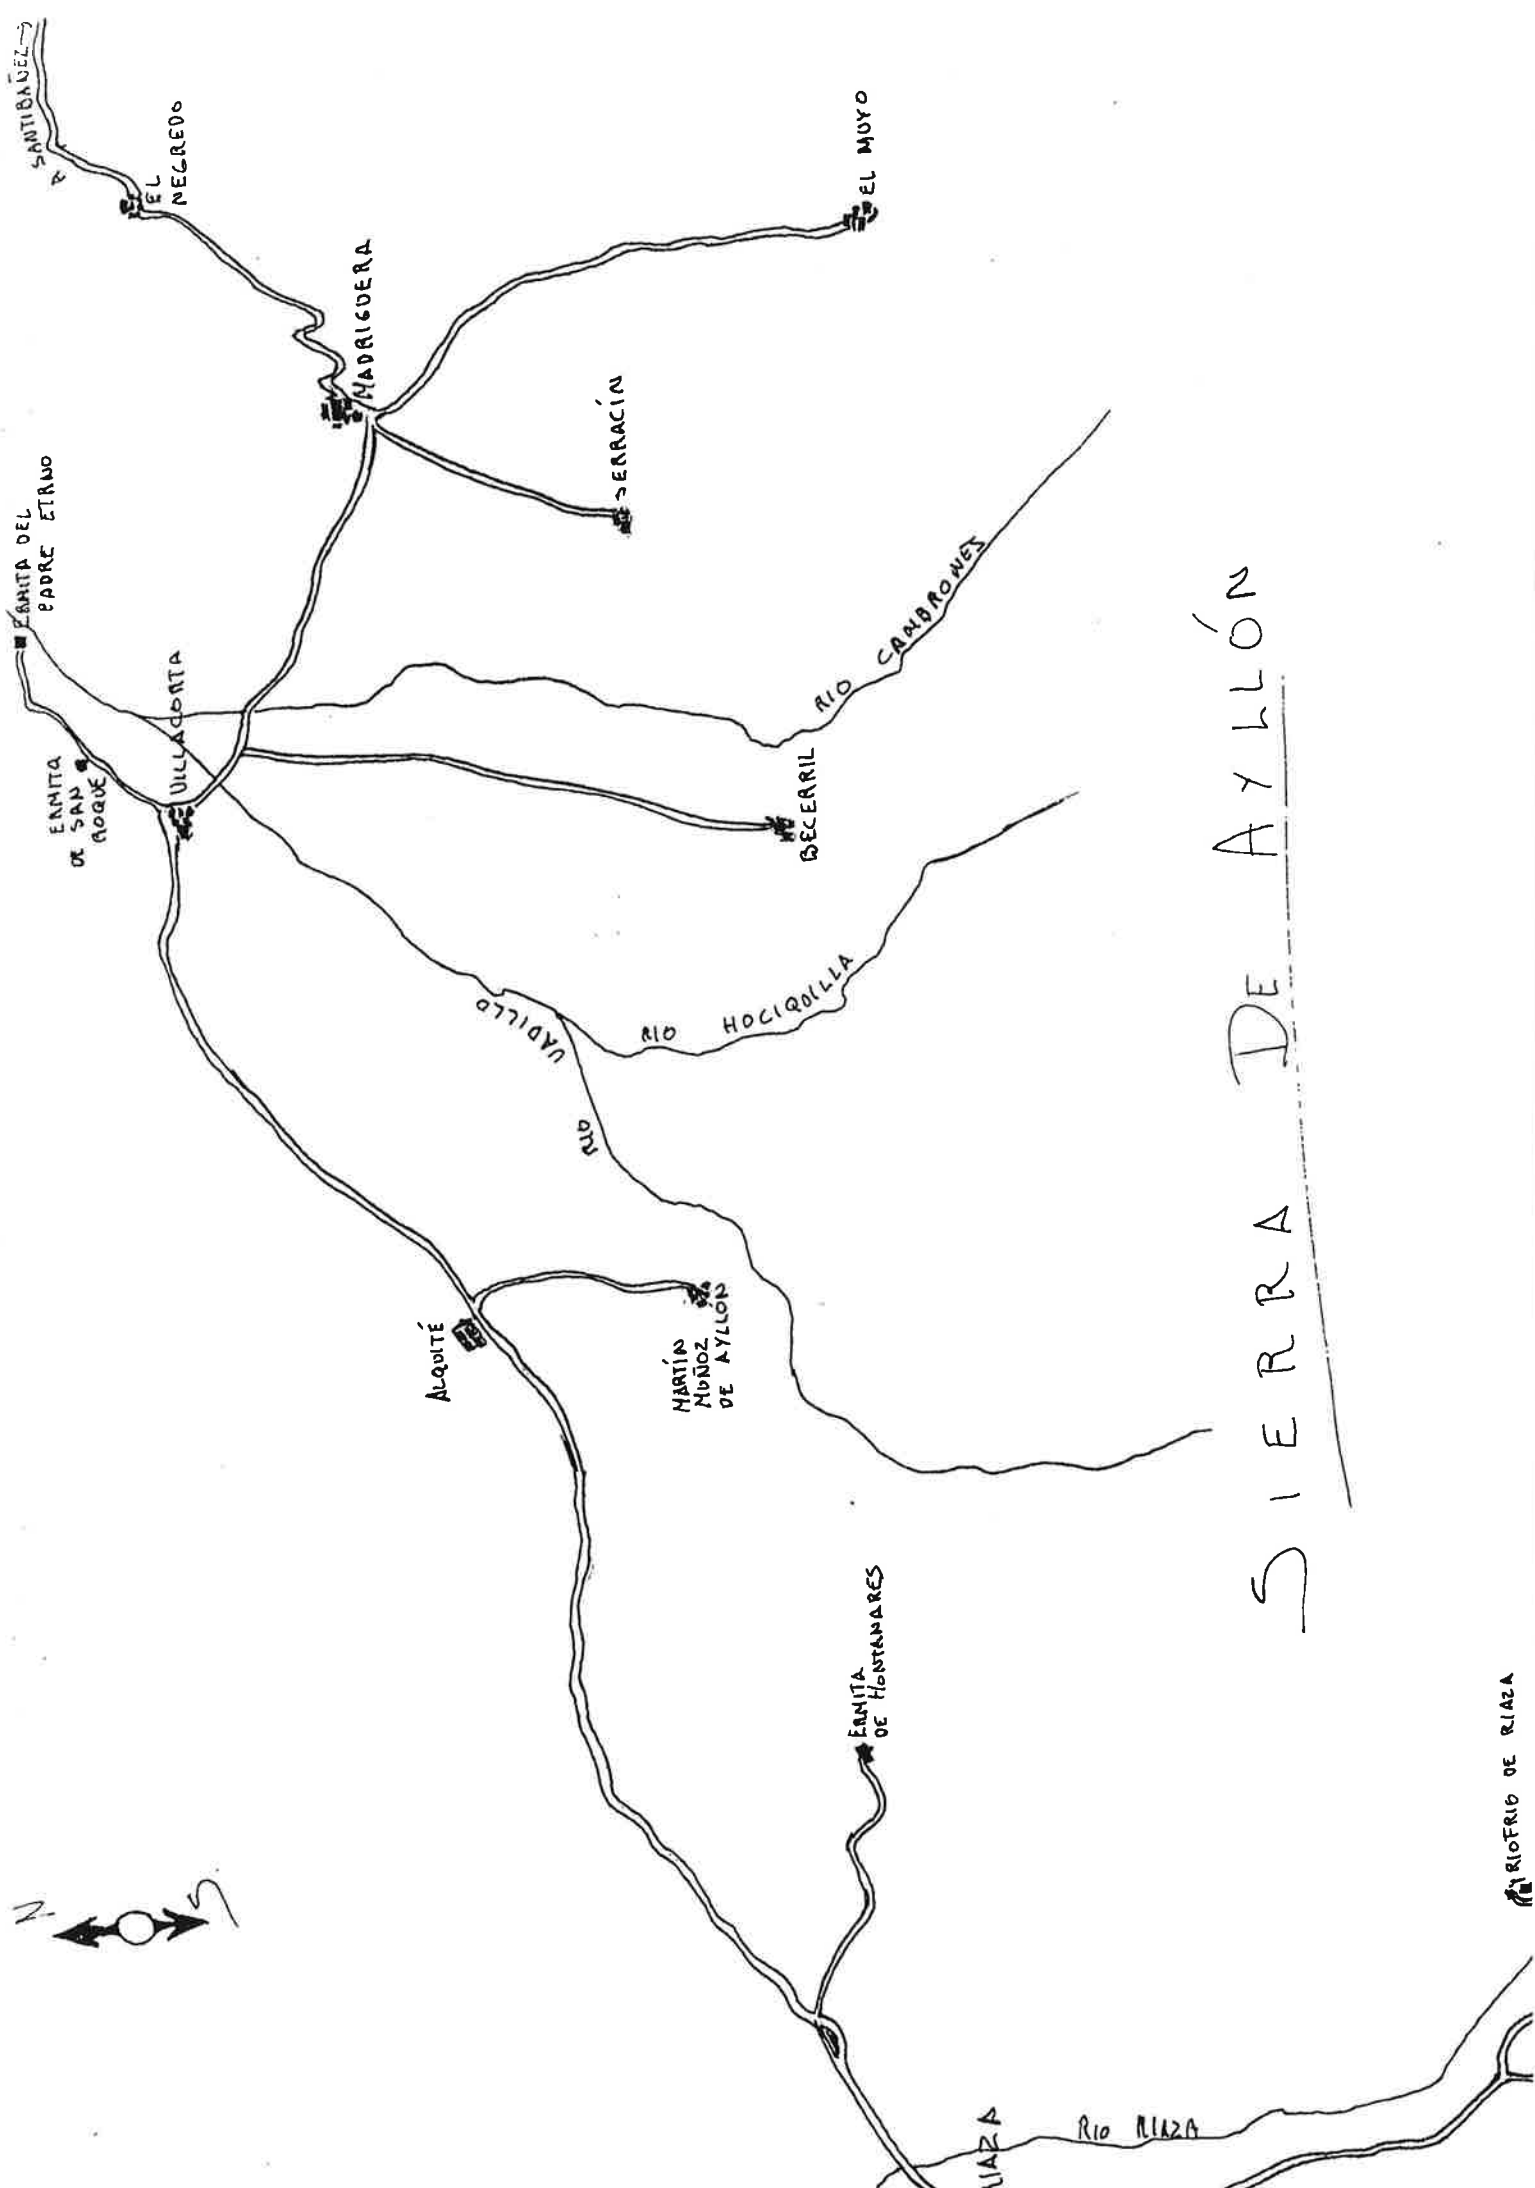 A SANTIBAÑEZ→
EL
NEGREDO
ERMITA DEL
PADRE ETRNO
MADRIGUERA
EL MUYO
SERRACÍN
ERMITA
DE SAN
ROQUE
VILLACORTA
BECERRIL
RIO CAMBRONES
RIO HOCIQUILLA
RIO VADILLO
ALQUITÉ
MARTÍN
MUÑOZ
DE AYLLÓN
ERMITA
DE HONTANARES
SIERRA DE AYLLÓN
N
S
LIAZA
RIO RIAZA
RIOFRIO DE RIAZA